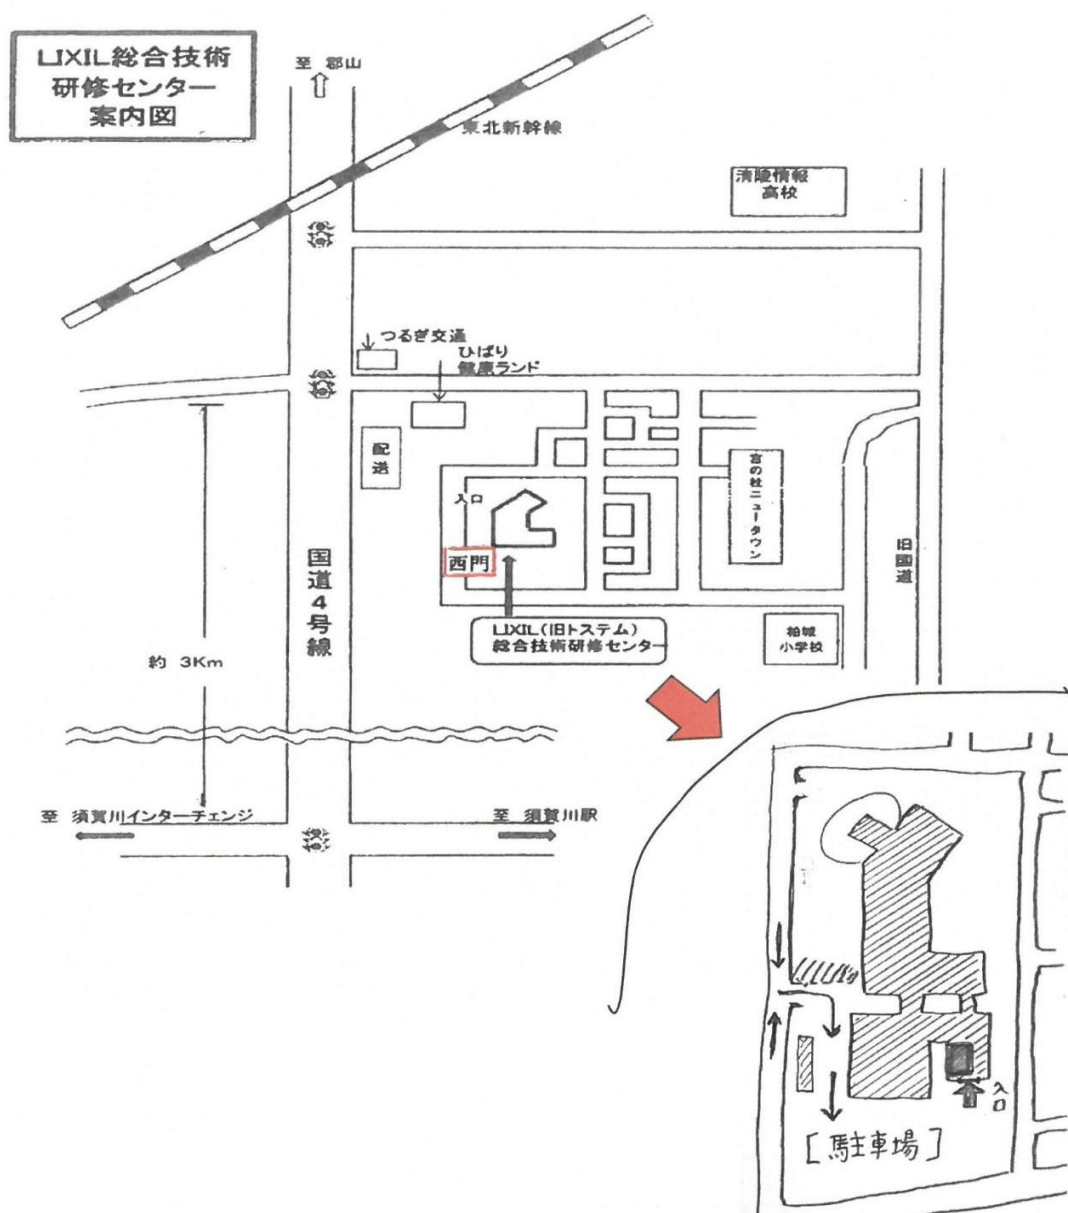 LIXIL総合技術
研修センター
案内図
至 郡山
東北新幹線
清陵情報
高校
つるぎ交通
ひばり
健康ランド
配送
入口
西門
宮の杜ニュータウン
旧国道
国道4号線
LIXIL(旧トステム)
総合技術研修センター
柏城
小学校
約 3Km
至 須賀川インターチェンジ
至 須賀川駅
入口
[駐車場]